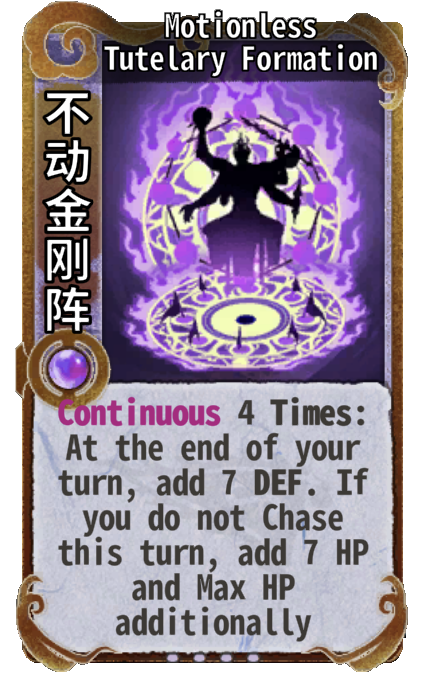 Motionless
Tutelary Formation
不动金刚阵
Continuous 4 Times:
At the end of your
turn, add 7 DEF. If
you do not Chase
this turn, add 7 HP
and Max HP
additionally